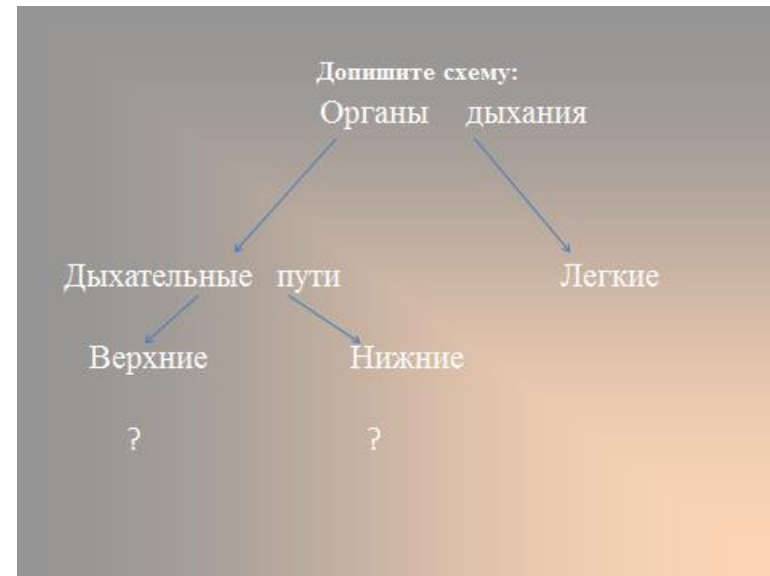 Допишите схему:
Органы дыхания
Дыхательные пути Легкие
Верхние Нижние
? ?